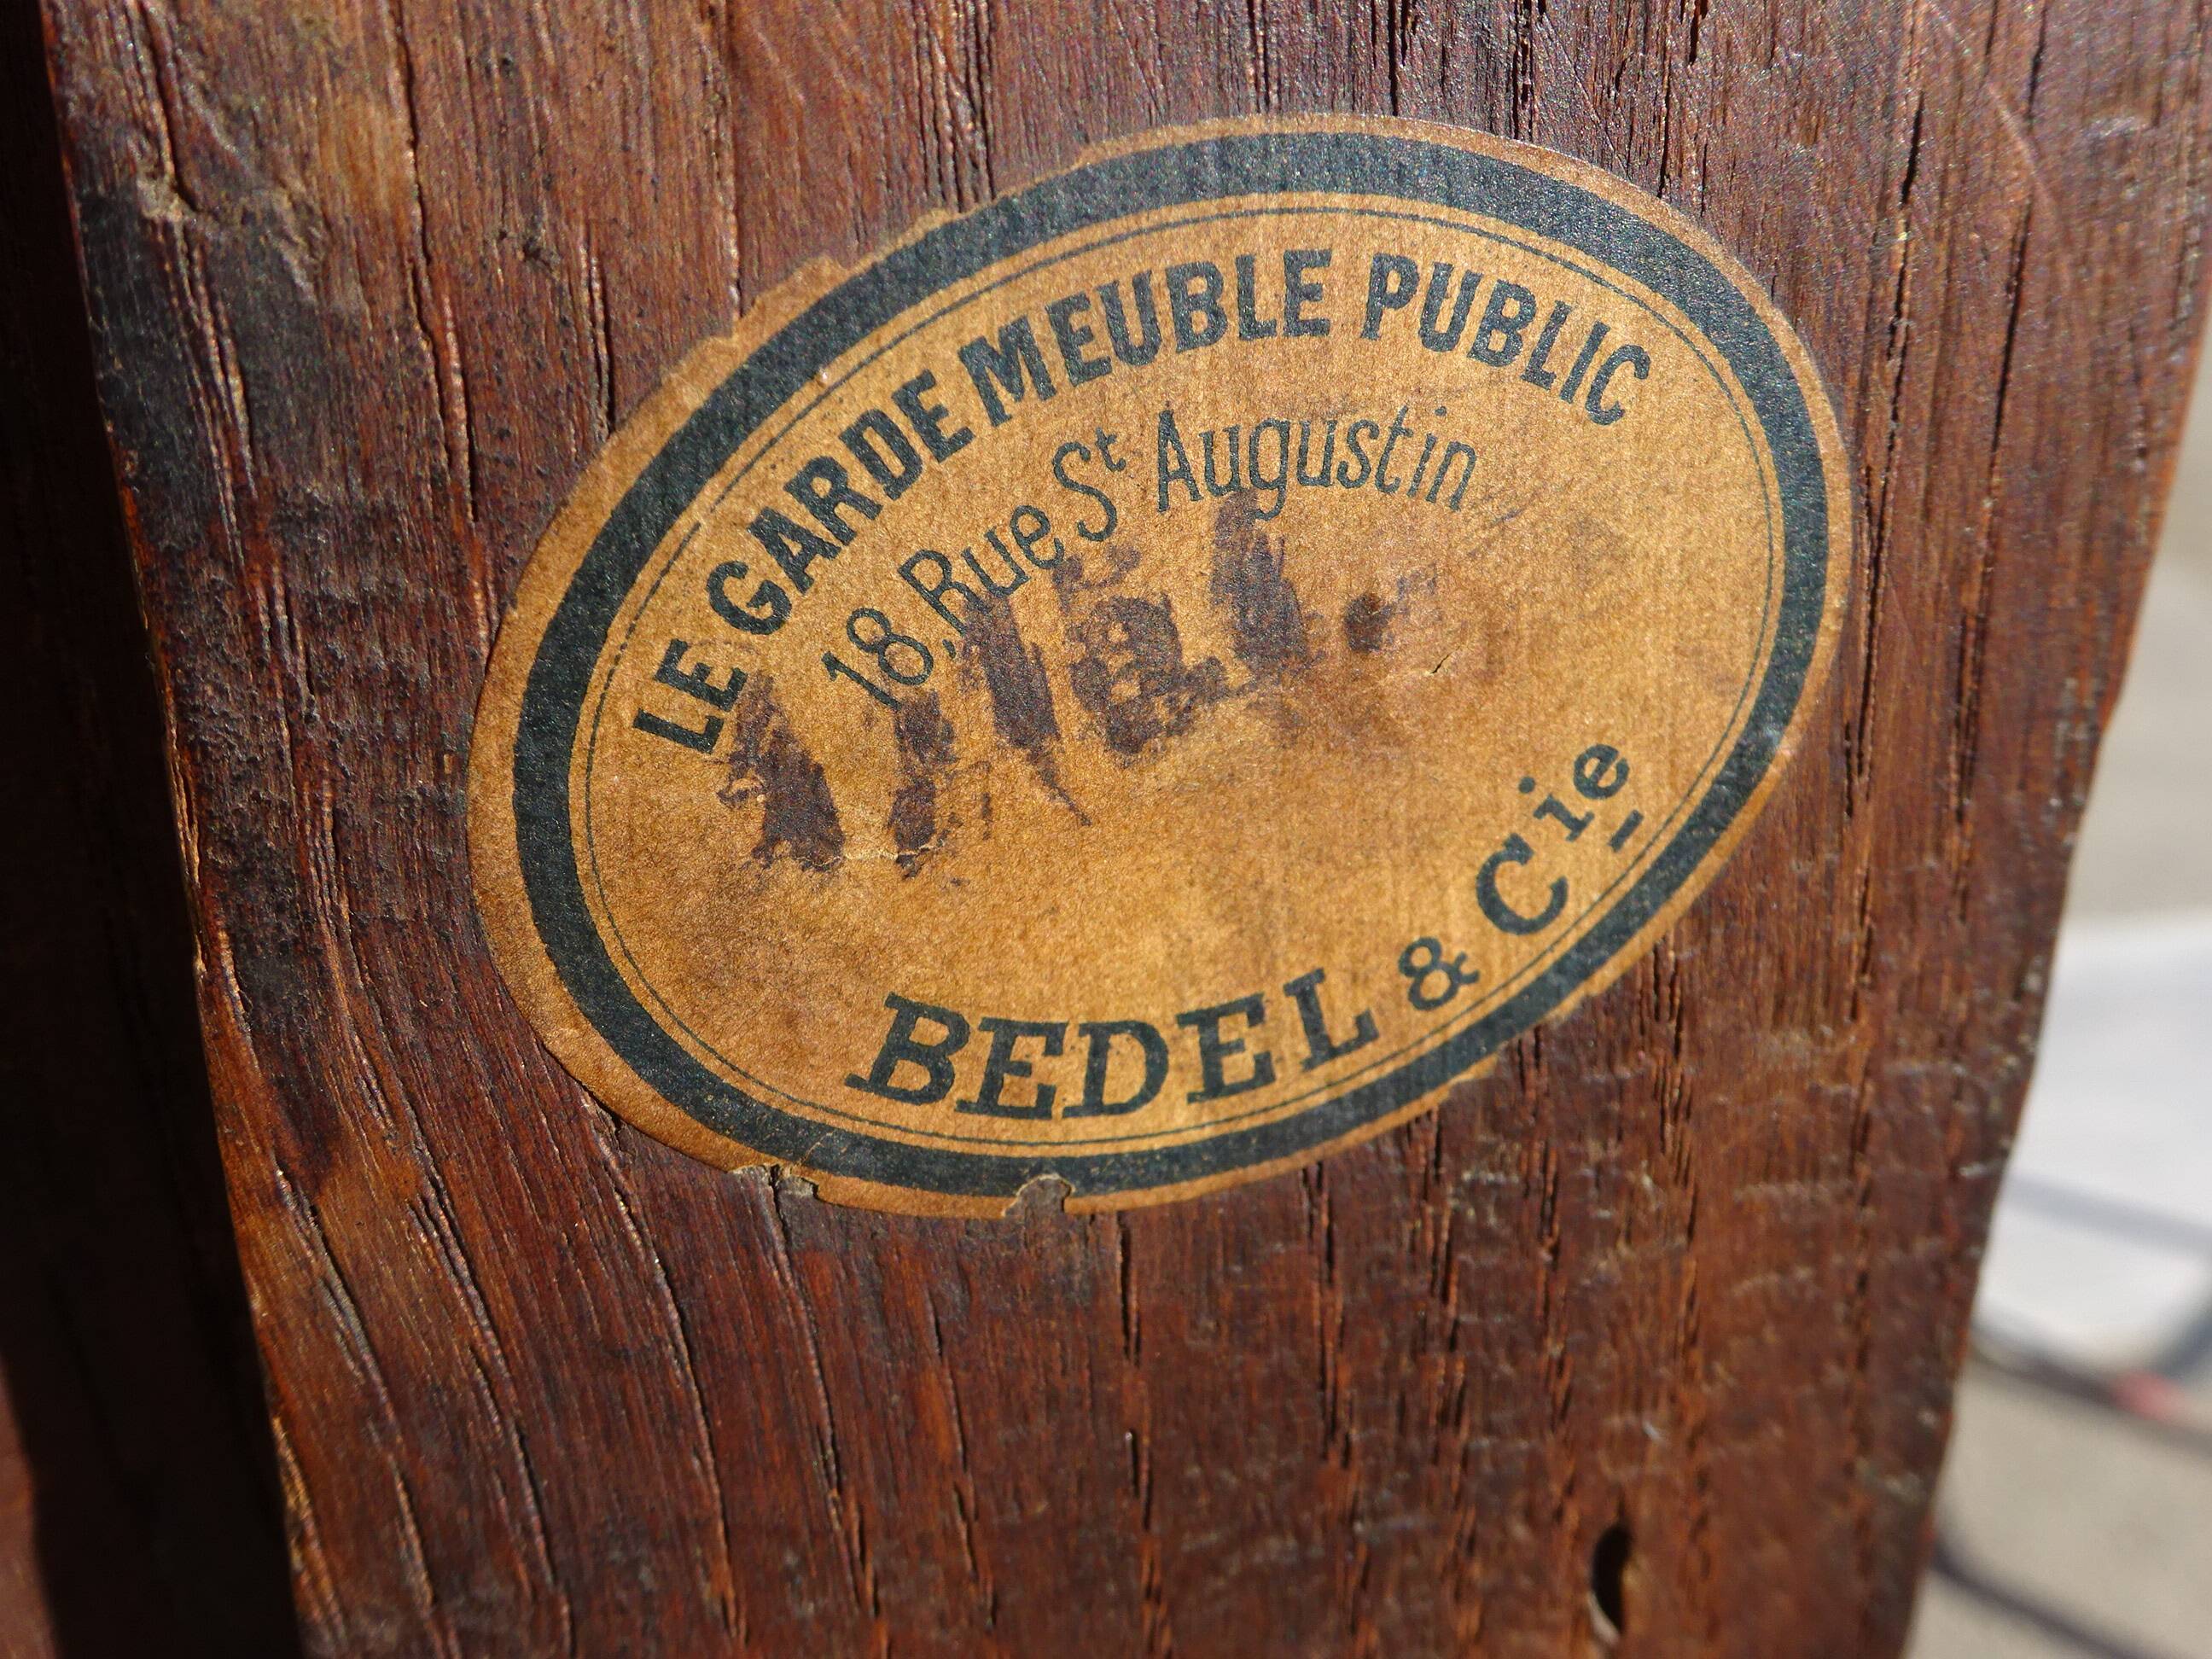 LE GARDE MEUBLE PUBLIC
18, Rue St Augustin
BEDEL & Cie